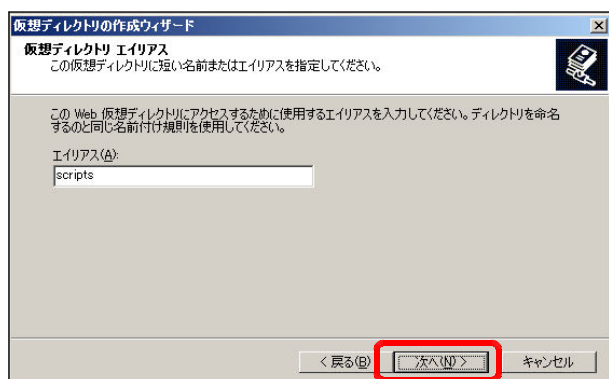 仮想ディレクトリの作成ウィザード
仮想ディレクトリ エイリアス
この仮想ディレクトリに短い名前またはエイリアスを指定してください。
この Web 仮想ディレクトリにアクセスするために使用するエイリアスを入力してください。ディレクトリを命名
するのと同じ名前付け規則を使用してください。
エイリアス(A):
scripts
< 戻る(B) 次へ(N) > キャンセル